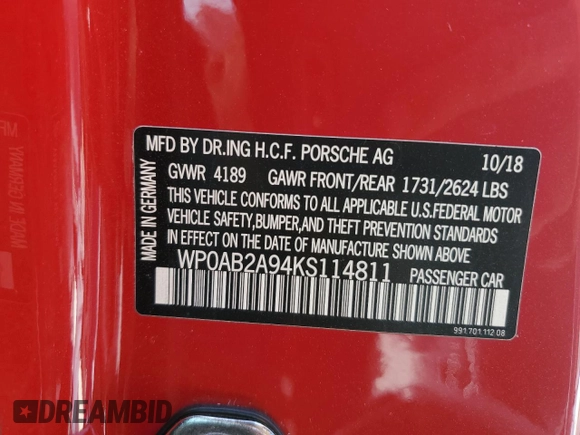 MFD BY DR.ING H.C.F. PORSCHE AG 10/18
GVWR 4189 GAWR FRONT/REAR 1731/2624 LBS
THIS VEHICLE CONFORMS TO ALL APPLICABLE U.S.FEDERAL MOTOR
VEHICLE SAFETY,BUMPER,AND THEFT PREVENTION STANDARDS
IN EFFECT ON THE DATE OF MANUFACTURE SHOWN ABOVE
WP0AB2A94KS114811 PASSENGER CAR
MADE IN GERMANY
991.701.112.08
DREAMBID